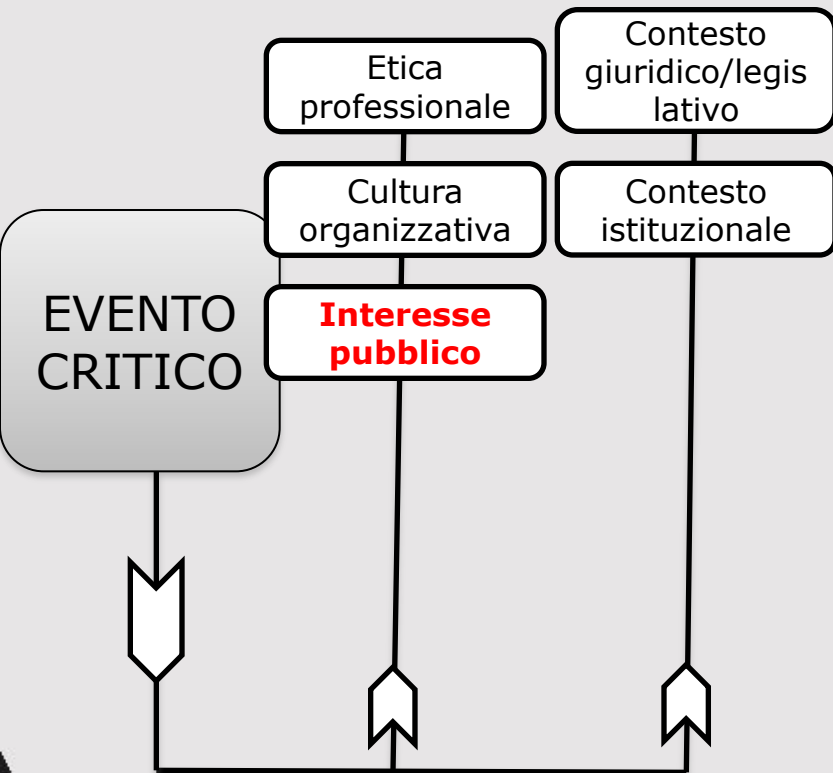 Etica
professionale
Contesto
giuridico/legis
lativo
Cultura
organizzativa
Contesto
istituzionale
EVENTO
CRITICO
Interesse
pubblico